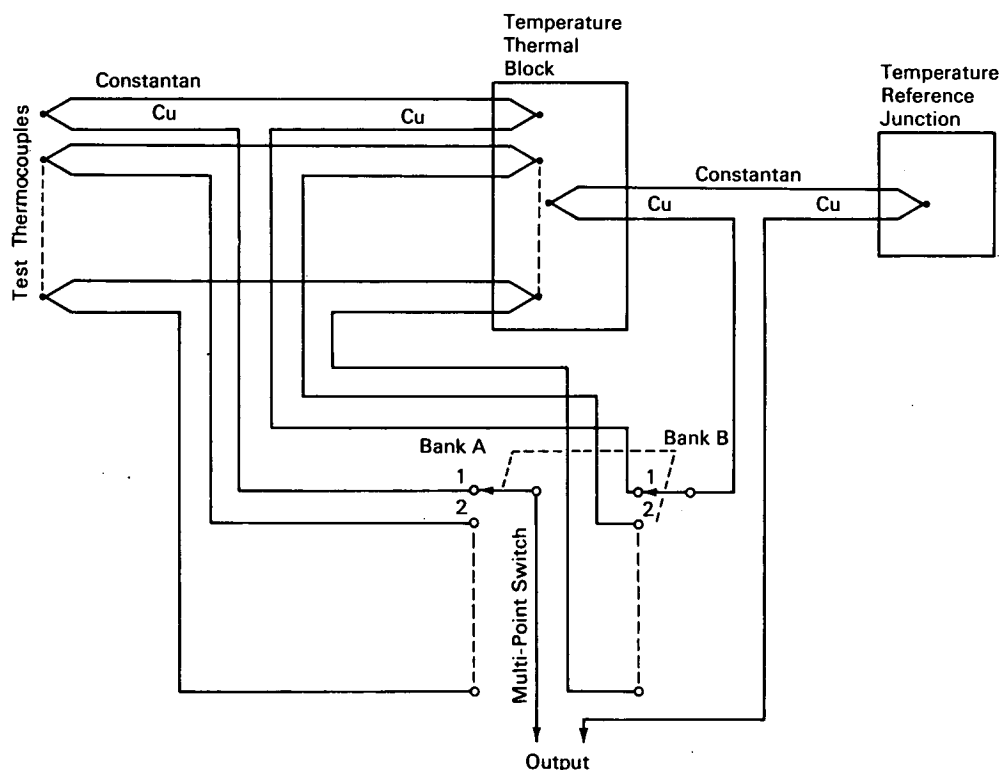 Temperature
Thermal
Block
Temperature
Reference
Junction
Constantan
Cu
Cu
Test Thermocouples
Constantan
Cu
Cu
Bank A
Bank B
1
2
1
2
Multi-Point Switch
Output